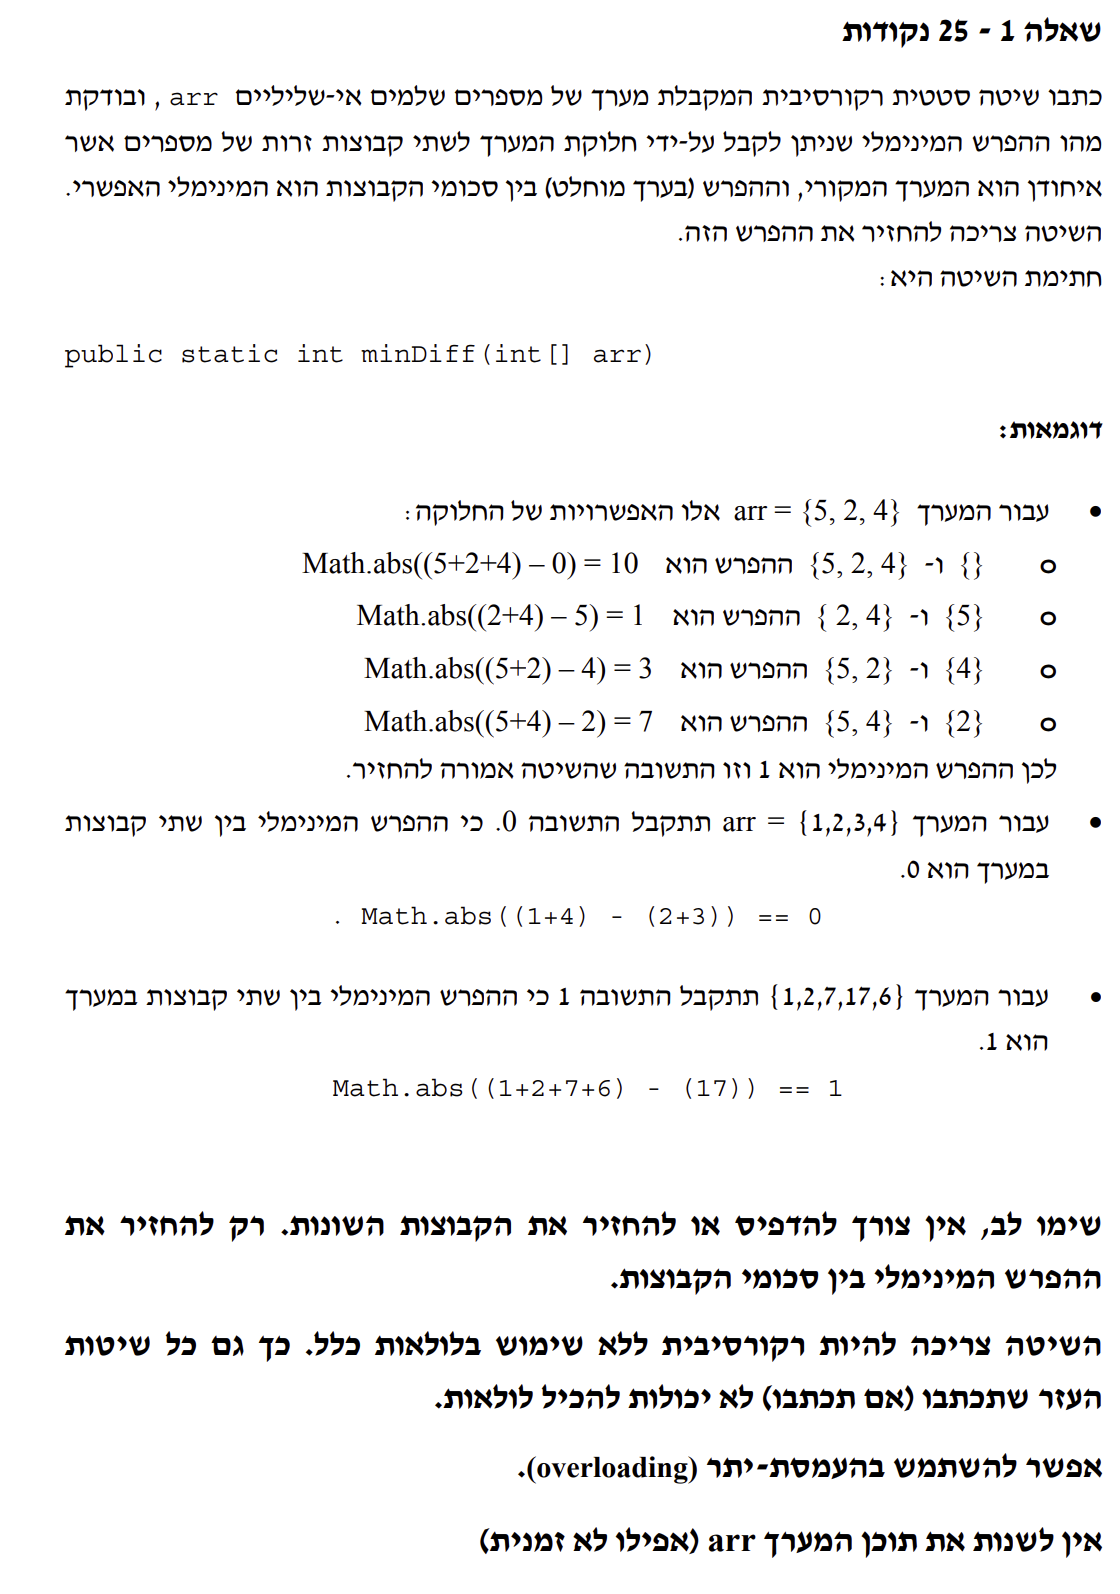 שאלה 1 - 25 נקודות
כתבו שיטה סטטית רקורסיבית המקבלת מערך של מספרים שלמים אי-שליליים arr , ובודקת
מהו ההפרש המינימלי שניתן לקבל על-ידי חלוקת המערך לשתי קבוצות זרות של מספרים אשר
איחודן הוא המערך המקורי, וההפרש (בערך מוחלט) בין סכומי הקבוצות הוא המינימלי האפשרי.
השיטה צריכה להחזיר את ההפרש הזה.
חתימת השיטה היא:
public static int minDiff(int[] arr)
דוגמאות:
• עבור המערך arr = {5, 2, 4} אלו האפשרויות של החלוקה:
o {} ו- {5, 2, 4} ההפרש הוא Math.abs((5+2+4) – 0) = 10
o {5} ו- { 2, 4} ההפרש הוא Math.abs((2+4) – 5) = 1
o {4} ו- {5, 2} ההפרש הוא Math.abs((5+2) – 4) = 3
o {2} ו- {5, 4} ההפרש הוא Math.abs((5+4) – 2) = 7
לכן ההפרש המינימלי הוא 1 וזו התשובה שהשיטה אמורה להחזיר.
• עבור המערך arr = {1,2,3,4} תתקבל התשובה 0. כי ההפרש המינימלי בין שתי קבוצות
במערך הוא 0.
. Math.abs((1+4) - (2+3)) == 0
• עבור המערך {1,2,7,17,6} תתקבל התשובה 1 כי ההפרש המינימלי בין שתי קבוצות במערך
הוא 1.
Math.abs((1+2+7+6) - (17)) == 1
שימו לב, אין צורך להדפיס או להחזיר את הקבוצות השונות. רק להחזיר את
ההפרש המינימלי בין סכומי הקבוצות.
השיטה צריכה להיות רקורסיבית ללא שימוש בלולאות כלל. כך גם כל שיטות
העזר שתכתבו (אם תכתבו) לא יכולות להכיל לולאות.
אפשר להשתמש בהעמסת-יתר (overloading).
אין לשנות את תוכן המערך arr (אפילו לא זמנית)